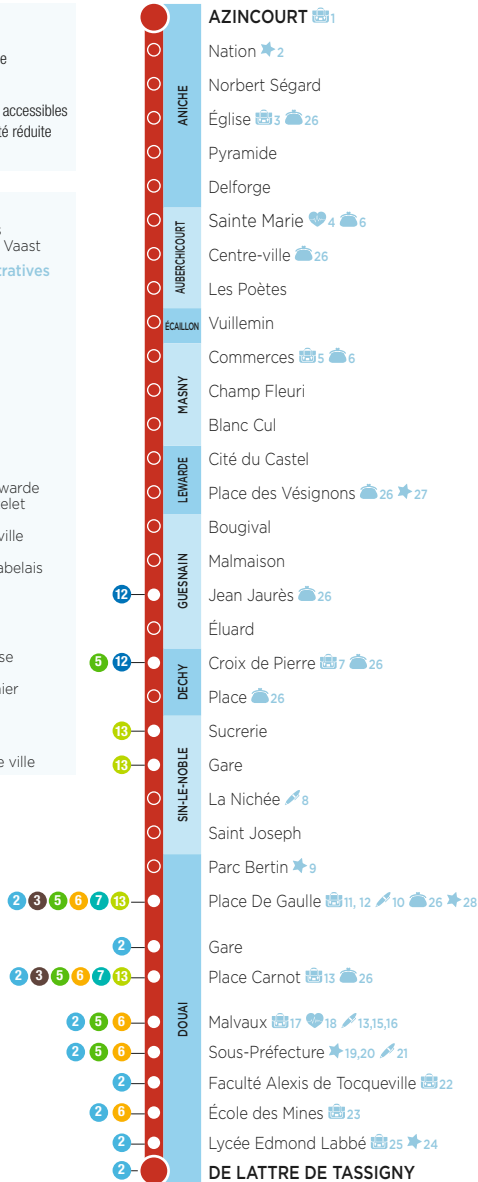 e
accessibles
té réduite
s
Vaast
ratives
warde
elet
ville
abelais
se
nier
e ville
AZINCOURT 1
ANICHE
Nation 2
Norbert Ségard
Église 3 26
Pyramide
Delforge
AUBERCHICOURT
Sainte Marie 4 6
Centre-ville 26
Les Poètes
ÉCAILLON
Vuillemin
MASNY
Commerces 5 6
Champ Fleuri
Blanc Cul
LEWARDE
Cité du Castel
Place des Vésignons 26 27
GUESNAIN
Bougival
Malmaison
12 Jean Jaurès 26
Éluard
DECHY
5 12 Croix de Pierre 7 26
Place 26
SIN-LE-NOBLE
13 Sucrerie
13 Gare
La Nichée 8
Saint Joseph
DOUAI
Parc Bertin 9
2 3 5 6 7 13 Place De Gaulle 11, 12 10 26 28
2 Gare
2 3 5 6 7 13 Place Carnot 13 26
2 5 6 Malvaux 17 18 13,15,16
2 5 6 Sous-Préfecture 19,20 21
2 Faculté Alexis de Tocqueville 22
2 6 École des Mines 23
2 Lycée Edmond Labbé 25 24
2 DE LATTRE DE TASSIGNY